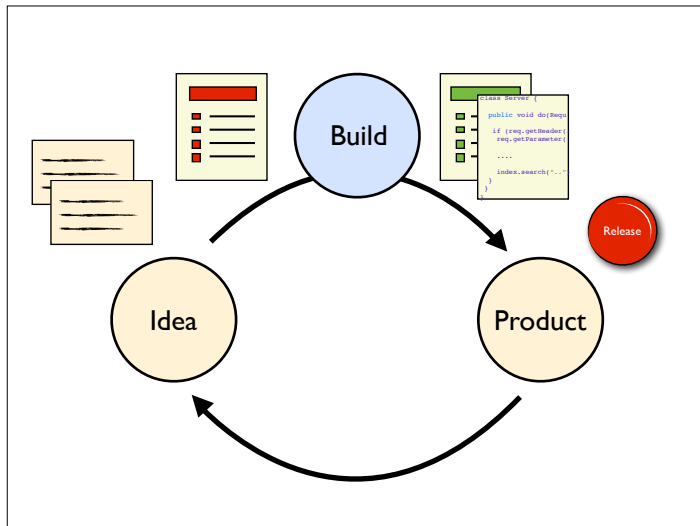 Build
class Server {
public void do(Requ
if (req.getHeader(
req.getParameter(
....
index.search(".."
}
}
}
Release
Idea
Product